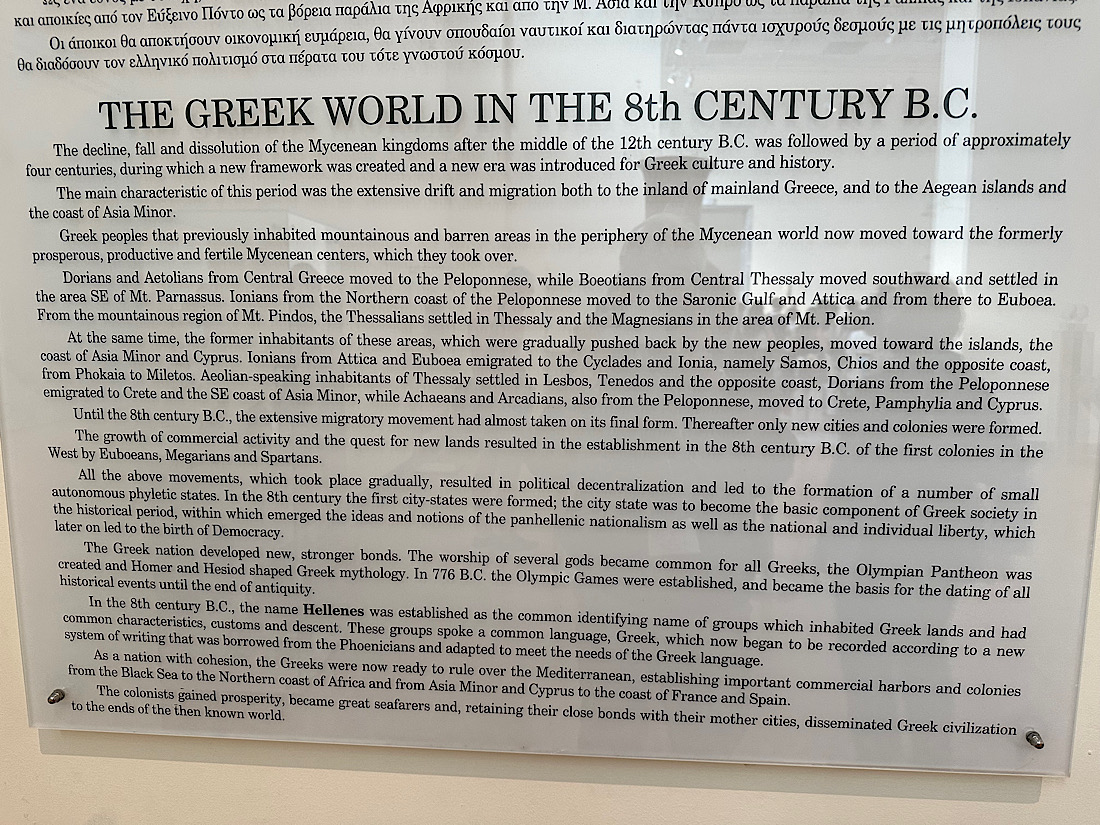 και αποικίες από τον Εύξεινο Πόντο ως τα βόρεια παράλια της Αφρικής και από την Μ. Ασία και την Κύπρο ως τα παράλια της
Οι άποικοι θα αποκτήσουν οικονομική ευμάρεια, θα γίνουν σπουδαίοι ναυτικοί και διατηρώντας πάντα ισχυρούς δεσμούς με τις μητροπόλεις τους
θα διαδόσουν τον ελληνικό πολιτισμό στα πέρατα του τότε γνωστού κόσμου.
THE GREEK WORLD IN THE 8th CENTURY B.C.
The decline, fall and dissolution of the Mycenean kingdoms after the middle of the 12th century B.C. was followed by a period of approximately
four centuries, during which a new framework was created and a new era was introduced for Greek culture and history.
The main characteristic of this period was the extensive drift and migration both to the inland of mainland Greece, and to the Aegean islands and
the coast of Asia Minor.
Greek peoples that previously inhabited mountainous and barren areas in the periphery of the Mycenean world now moved toward the formerly
prosperous, productive and fertile Mycenean centers, which they took over.
Dorians and Aetolians from Central Greece moved to the Peloponnese, while Boeotians from Central Thessaly moved southward and settled in
the area SE of Mt. Parnassus. Ionians from the Northern coast of the Peloponnese moved to the Saronic Gulf and Attica and from there to Euboea.
From the mountainous region of Mt. Pindos, the Thessalians settled in Thessaly and the Magnesians in the area of Mt. Pelion.
At the same time, the former inhabitants of these areas, which were gradually pushed back by the new peoples, moved toward the islands, the
coast of Asia Minor and Cyprus. Ionians from Attica and Euboea emigrated to the Cyclades and Ionia, namely Samos, Chios and the opposite coast,
from Phokaia to Miletos. Aeolian-speaking inhabitants of Thessaly settled in Lesbos, Tenedos and the opposite coast, Dorians from the Peloponnese
emigrated to Crete and the SE coast of Asia Minor, while Achaeans and Arcadians, also from the Peloponnese, moved to Crete, Pamphylia and Cyprus.
Until the 8th century B.C., the extensive migratory movement had almost taken on its final form. Thereafter only new cities and colonies were formed.
The growth of commercial activity and the quest for new lands resulted in the establishment in the 8th century B.C. of the first colonies in the
West by Euboeans, Megarians and Spartans.
All the above movements, which took place gradually, resulted in political decentralization and led to the formation of a number of small
autonomous phyletic states. In the 8th century the first city-states were formed; the city state was to become the basic component of Greek society in
the historical period, within which emerged the ideas and notions of the panhellenic nationalism as well as the national and individual liberty, which
later on led to the birth of Democracy.
The Greek nation developed new, stronger bonds. The worship of several gods became common for all Greeks, the Olympian Pantheon was
created and Homer and Hesiod shaped Greek mythology. In 776 B.C. the Olympic Games were established, and became the basis for the dating of all
historical events until the end of antiquity.
In the 8th century B.C., the name Hellenes was established as the common identifying name of groups which inhabited Greek lands and had
common characteristics, customs and descent. These groups spoke a common language, Greek, which now began to be recorded according to a new
system of writing that was borrowed from the Phoenicians and adapted to meet the needs of the Greek language.
As a nation with cohesion, the Greeks were now ready to rule over the Mediterranean, establishing important commercial harbors and colonies
from the Black Sea to the Northern coast of Africa and from Asia Minor and Cyprus to the coast of France and Spain.
The colonists gained prosperity, became great seafarers and, retaining their close bonds with their mother cities, disseminated Greek civilization
to the ends of the then known world.